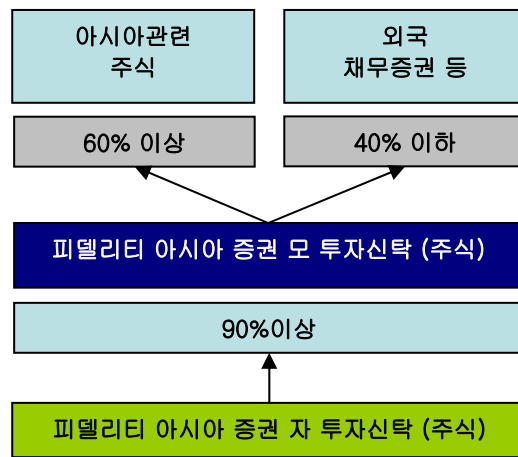 아시아관련
주식
외국
채무증권 등
60% 이상
40% 이하
피델리티 아시아 증권 모 투자신탁 (주식)
90%이상
피델리티 아시아 증권 자 투자신탁 (주식)